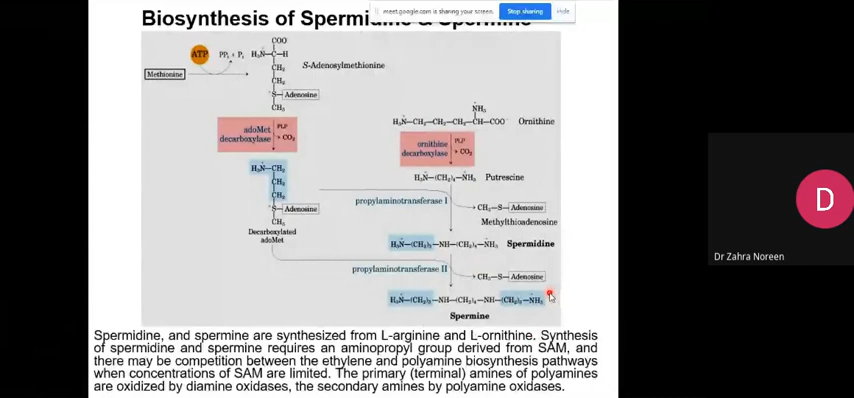 Biosynthesis of Spermidine & Spermine
meet.google.com is sharing your screen.
Stop sharing
Hide
COO⁻
ATP
PPi + Pi
H₃N⁺—C—H
CH₂
S-Adenosylmethionine
Methionine
CH₂
⁺S—Adenosine
CH₃
NH₃
H₃N⁺—CH₂—CH₂—CH₂—CH—COO⁻
Ornithine
adoMet decarboxylase
PLP
CO₂
ornithine decarboxylase
PLP
CO₂
H₃N⁺—CH₂
CH₂
CH₂
⁺S—Adenosine
CH₃
Decarboxylated
adoMet
H₃N⁺—(CH₂)₄—NH₃⁺
Putrescine
propylaminotransferase I
CH₃—S—Adenosine
Methylthioadenosine
H₃N⁺—(CH₂)₃—NH—(CH₂)₄—NH₃⁺
Spermidine
propylaminotransferase II
CH₃—S—Adenosine
H₃N⁺—(CH₂)₃—NH—(CH₂)₄—NH—(CH₂)₃—NH₃⁺
Spermine
D
Dr Zahra Noreen
Spermidine, and spermine are synthesized from L-arginine and L-ornithine. Synthesis
of spermidine and spermine requires an aminopropyl group derived from SAM, and
there may be competition between the ethylene and polyamine biosynthesis pathways
when concentrations of SAM are limited. The primary (terminal) amines of polyamines
are oxidized by diamine oxidases, the secondary amines by polyamine oxidases.